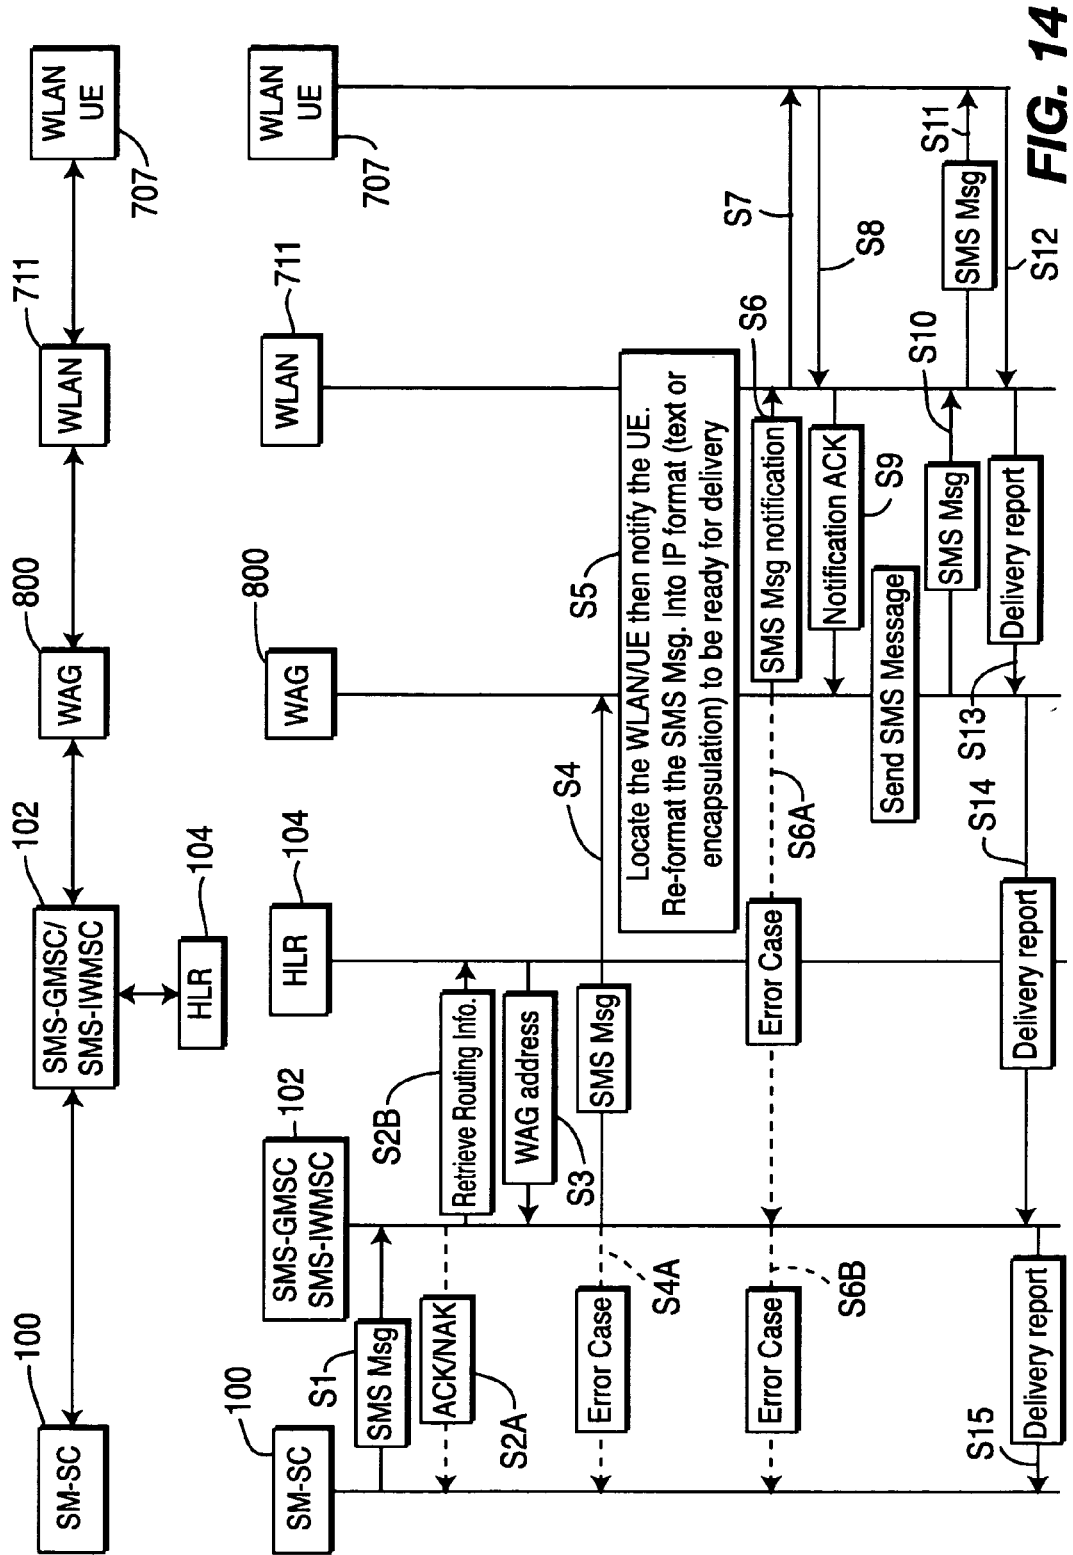 100
SM-SC
102
SMS-GMSC/
SMS-IWMSC
104
HLR
800
WAG
711
WLAN
WLAN
UE
707
100
SM-SC
102
SMS-GMSC
SMS-IWMSC
104
HLR
800
WAG
711
WLAN
WLAN
UE
707
S1
SMS Msg
ACK/NAK
S2A
S2B
Retrieve Routing Info.
WAG address
S3
S4
SMS Msg
Error Case
S4A
S5
Locate the WLAN/UE then notify the UE.
Re-format the SMS Msg. Into IP format (text or
encapsulation) to be ready for delivery
S6
SMS Msg notification
S7
S8
S6A
Error Case
Error Case
S6B
Notification ACK
S9
Send SMS Message
S10
SMS Msg
S11
SMS Msg
S12
Delivery report
S13
S14
Delivery report
S15
Delivery report
FIG. 14